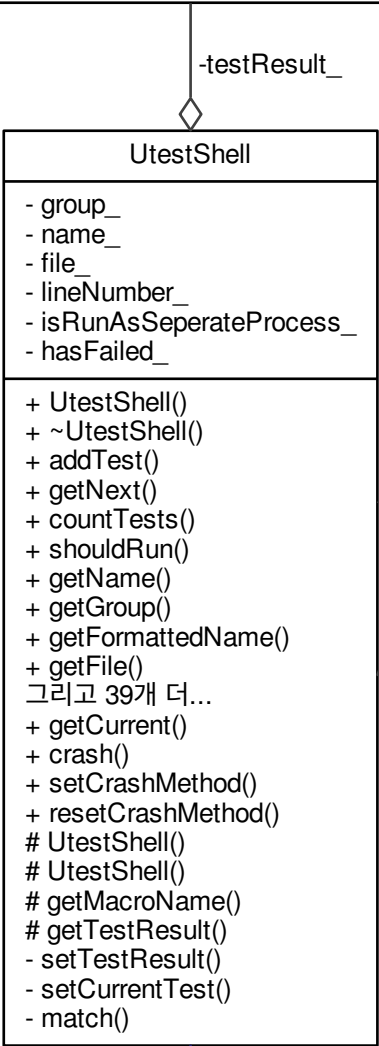 -testResult_
UtestShell
- group_
- name_
- file_
- lineNumber_
- isRunAsSeperateProcess_
- hasFailed_
+ UtestShell()
+ ~UtestShell()
+ addTest()
+ getNext()
+ countTests()
+ shouldRun()
+ getName()
+ getGroup()
+ getFormattedName()
+ getFile()
그리고 39개 더...
+ getCurrent()
+ crash()
+ setCrashMethod()
+ resetCrashMethod()
# UtestShell()
# UtestShell()
# getMacroName()
# getTestResult()
- setTestResult()
- setCurrentTest()
- match()